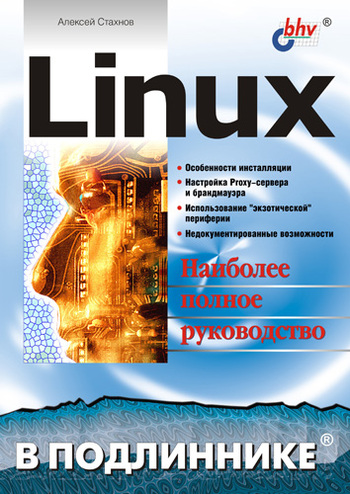 Алексей Стахнов
bhv®
Linux
• Особенности инсталляции
• Настройка Proxy-сервера
и брандмауэра
• Использование "экзотической"
периферии
• Недокументированные возможности
Наиболее
полное
руководство
В ПОДЛИННИКЕ®